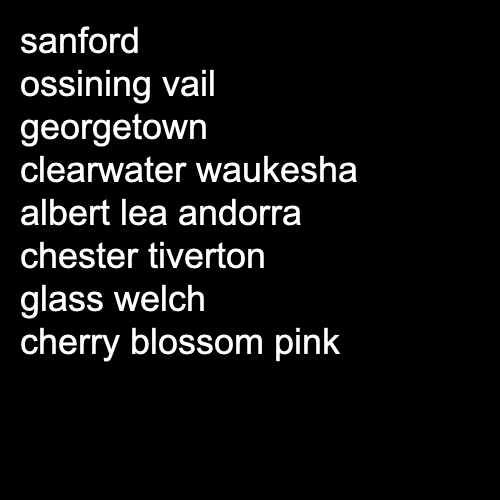 sanford
ossining vail
georgetown
clearwater waukesha
albert lea andorra
chester tiverton
glass welch
cherry blossom pink